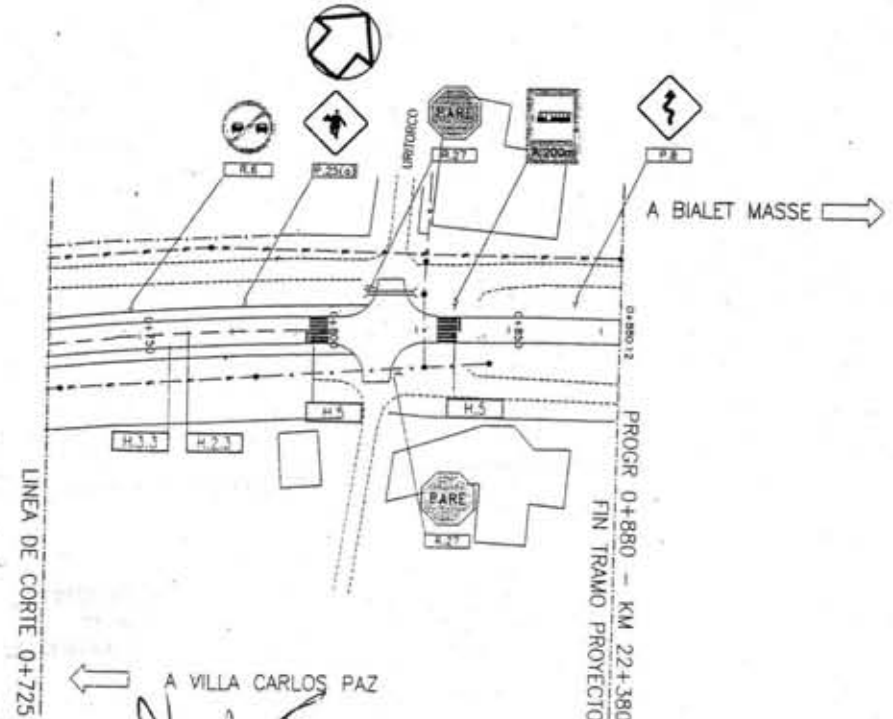 URITORCO
PARE
A 200m
R.6
P.25(a)
R.27
P.8
A BIALET MASSE
0+750
0+800
0+850
0+880.12
H.5
H.5
H.3.3
H.2.3
PARE
R.27
LINEA DE CORTE 0+725
PROGR 0+880 - KM 22+380
FIN TRAMO PROYECTO
A VILLA CARLOS PAZ